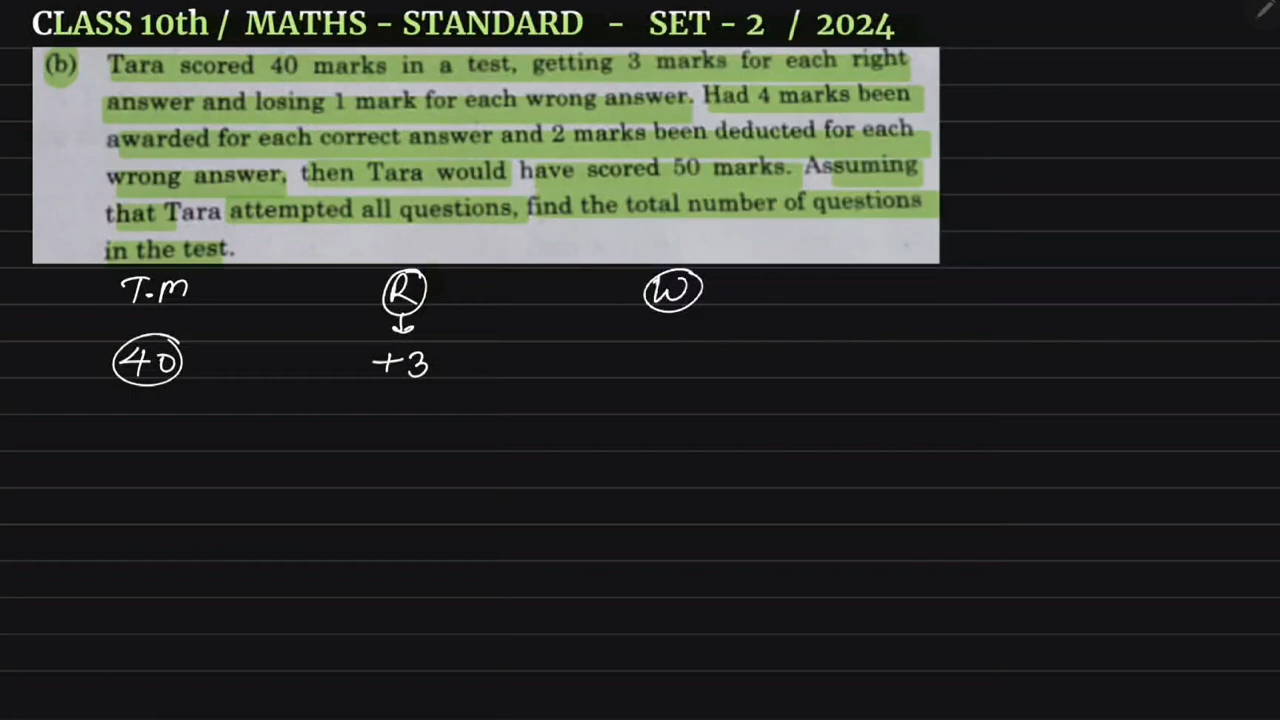 CLASS 10th / MATHS - STANDARD - SET - 2 / 2024
(b) Tara scored 40 marks in a test, getting 3 marks for each right
answer and losing 1 mark for each wrong answer. Had 4 marks been
awarded for each correct answer and 2 marks been deducted for each
wrong answer, then Tara would have scored 50 marks. Assuming
that Tara attempted all questions, find the total number of questions
in the test.
T.M R W
40 +3